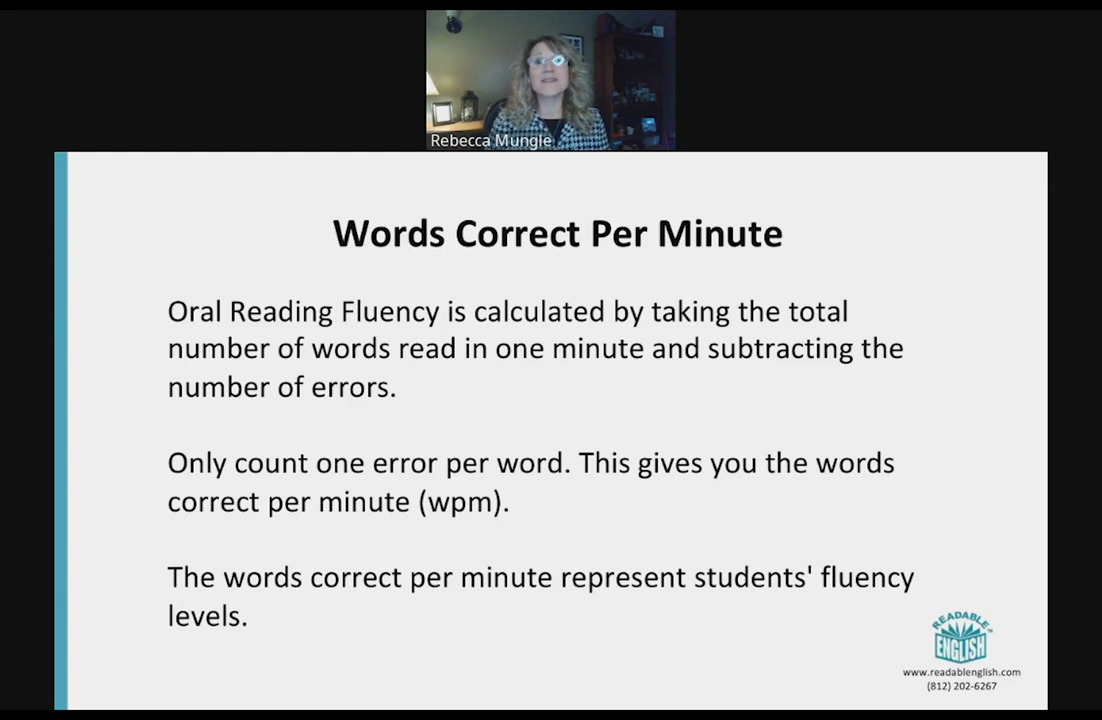 Rebecca Mungle
Words Correct Per Minute
Oral Reading Fluency is calculated by taking the total
number of words read in one minute and subtracting the
number of errors.
Only count one error per word. This gives you the words
correct per minute (wpm).
The words correct per minute represent students' fluency
levels.
READABLE
ENGLISH
www.readablenglish.com
(812) 202-6267